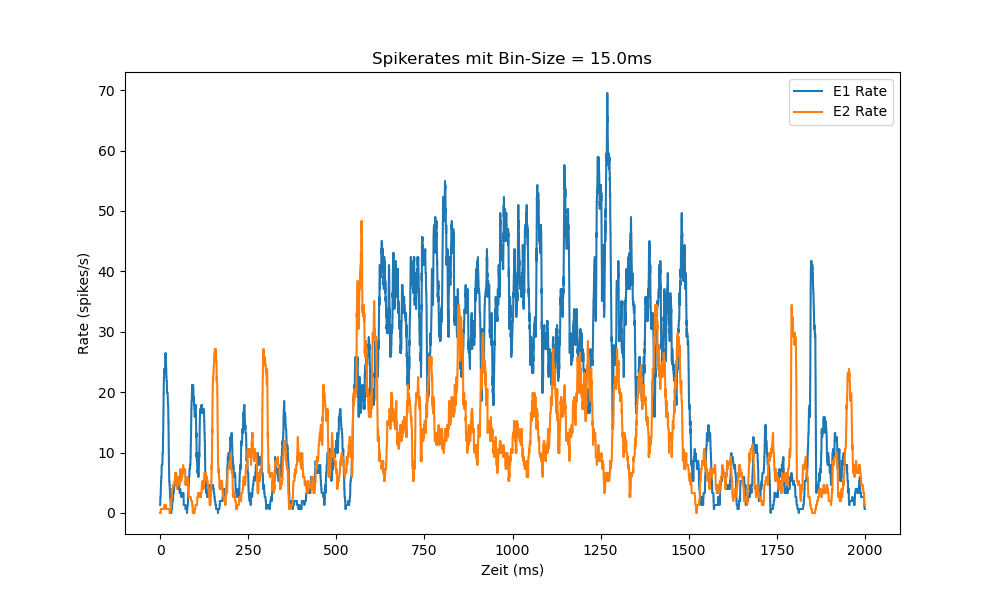 Spikerates mit Bin-Size = 15.0ms
E1 Rate
E2 Rate
Rate (spikes/s)
70
60
50
40
30
20
10
0
0 250 500 750 1000 1250 1500 1750 2000
Zeit (ms)